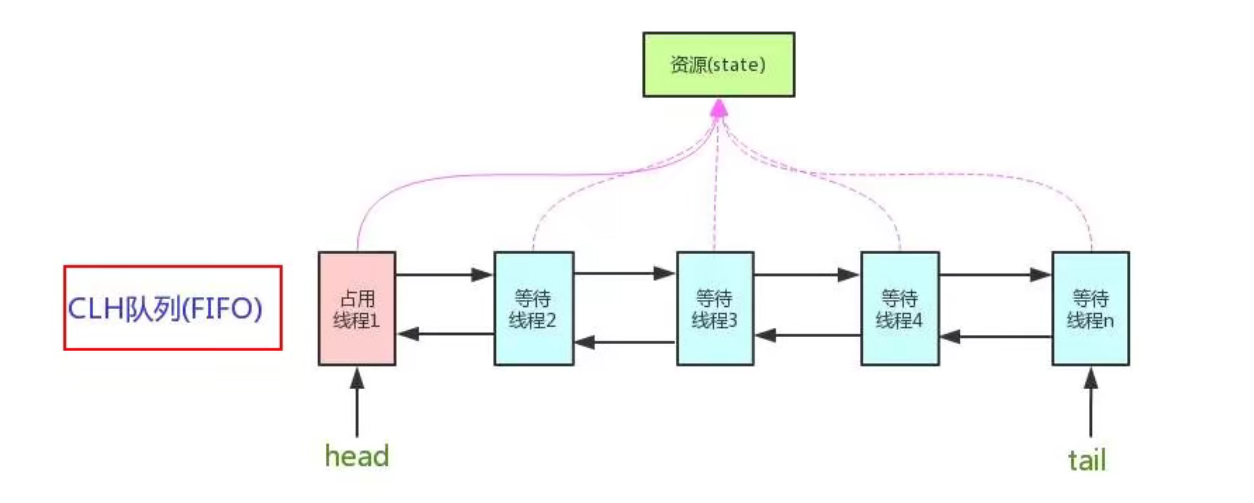 资源(state)
CLH队列(FIFO)
占用
线程1
等待
线程2
等待
线程3
等待
线程4
等待
线程n
head
tail